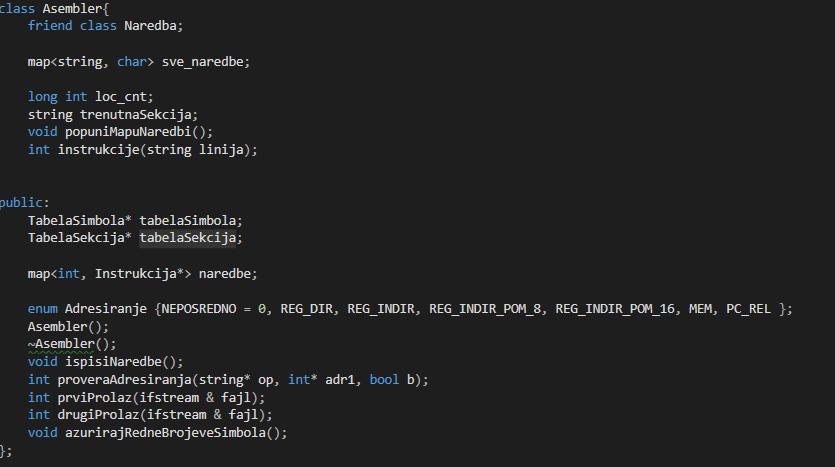 class Asembler{
    friend class Naredba;
    map<string, char> sve_naredbe;
    long int loc_cnt;
    string trenutnaSekcija;
    void popuniMapuNaredbi();
    int instrukcije(string linija);
public:
    TabelaSimbola* tabelaSimbola;
    TabelaSekcija* tabelaSekcija;
    map<int, Instrukcija*> naredbe;
    enum Adresiranje {NEPOSREDNO = 0, REG_DIR, REG_INDIR, REG_INDIR_POM_8, REG_INDIR_POM_16, MEM, PC_REL };
    Asembler();
    ~Asembler();
    void ispisiNaredbe();
    int proveraAdresiranja(string* op, int* adr1, bool b);
    int prviProlaz(ifstream & fajl);
    int drugiProlaz(ifstream & fajl);
    void azurirajRedneBrojeveSimbola();
};